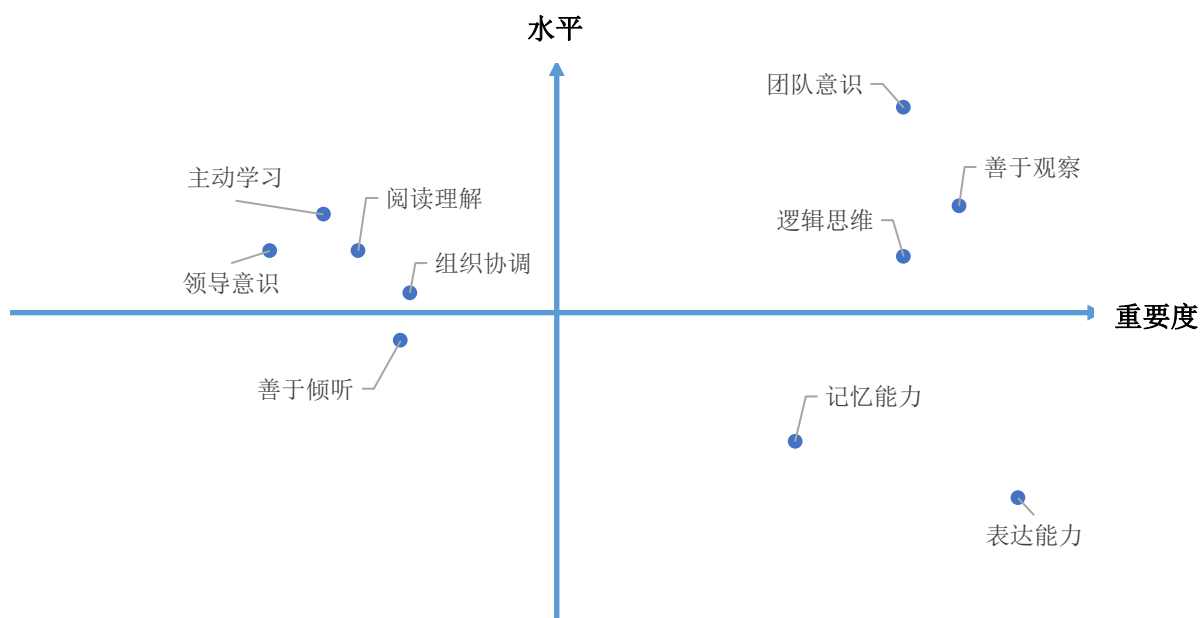 水平
团队意识
善于观察
主动学习
阅读理解
逻辑思维
组织协调
领导意识
重要度
善于倾听
记忆能力
表达能力